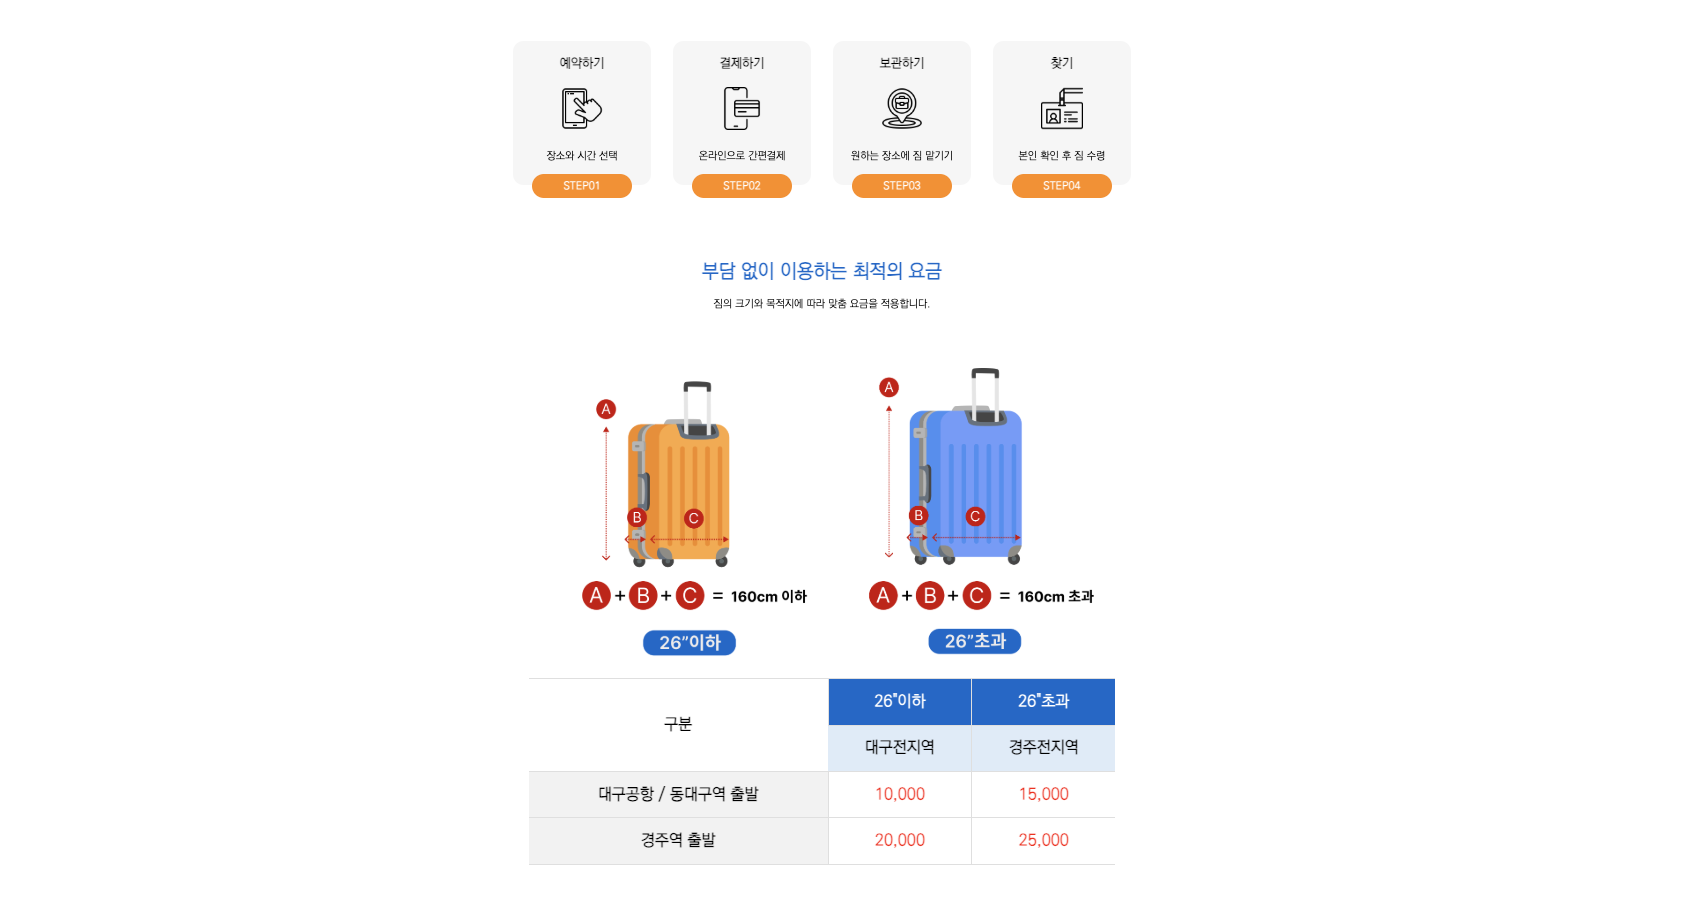 예약하기
장소와 시간 선택
STEP01
결제하기
온라인으로 간편결제
STEP02
보관하기
원하는 장소에 짐 맡기기
STEP03
찾기
본인 확인 후 짐 수령
STEP04
부담 없이 이용하는 최적의 요금
짐의 크기와 목적지에 따라 맞춤 요금을 적용합니다.
A
B
C
A + B + C = 160cm 이하
26”이하
A
B
C
A + B + C = 160cm 초과
26”초과
구분 26"이하 26"초과
대구전지역 경주전지역
대구공항 / 동대구역 출발 10,000 15,000
경주역 출발 20,000 25,000